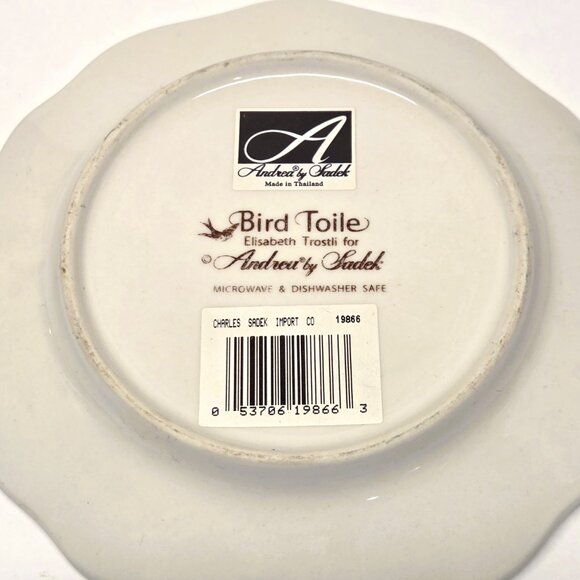 A
Andrea® by Sadek
Made in Thailand
Bird Toile
Elisabeth Trostli for
© Andrea® by Sadek
MICROWAVE & DISHWASHER SAFE
CHARLES SADEK IMPORT CO 19866
0 53706 19866 3